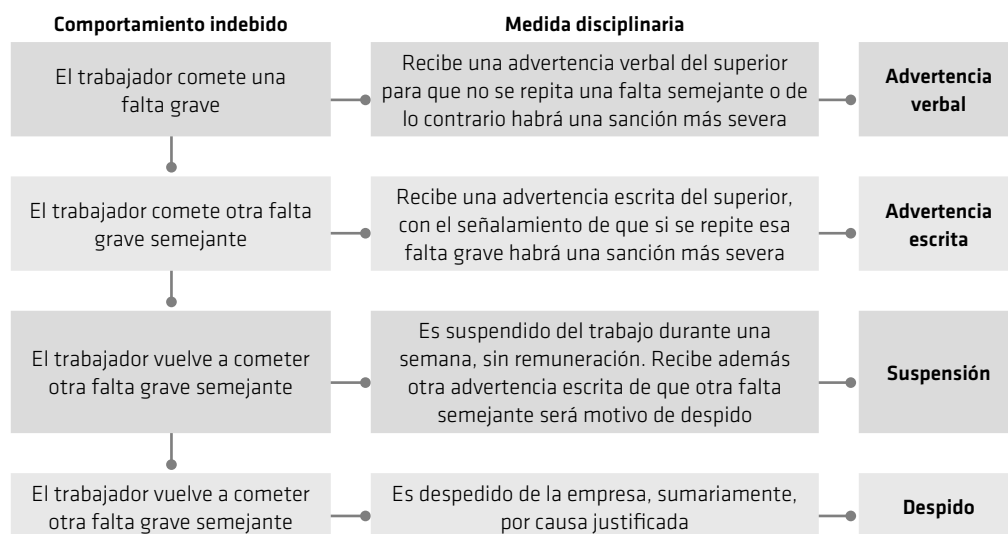 Comportamiento indebido
Medida disciplinaria
El trabajador comete una
falta grave
Recibe una advertencia verbal del superior
para que no se repita una falta semejante o de
lo contrario habrá una sanción más severa
Advertencia
verbal
El trabajador comete otra falta
grave semejante
Recibe una advertencia escrita del superior,
con el señalamiento de que si se repite esa
falta grave habrá una sanción más severa
Advertencia
escrita
El trabajador vuelve a cometer
otra falta grave semejante
Es suspendido del trabajo durante una
semana, sin remuneración. Recibe además
otra advertencia escrita de que otra falta
semejante será motivo de despido
Suspensión
El trabajador vuelve a cometer
otra falta grave semejante
Es despedido de la empresa, sumariamente,
por causa justificada
Despido